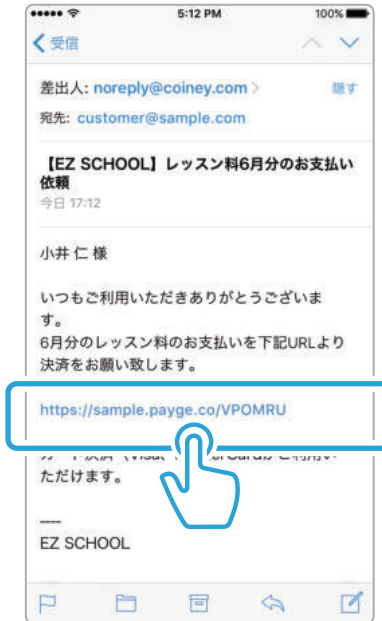 5:12 PM
100%
受信
差出人: noreply@coiney.com
隠す
宛先: customer@sample.com
【EZ SCHOOL】レッスン料6月分のお支払い
依頼
今日 17:12
小井 仁 様
いつもご利用いただきありがとうございま
す。
6月分のレッスン料のお支払いを下記URLより
決済をお願い致します。
https://sample.payge.co/VPOMRU
ただけます。
EZ SCHOOL